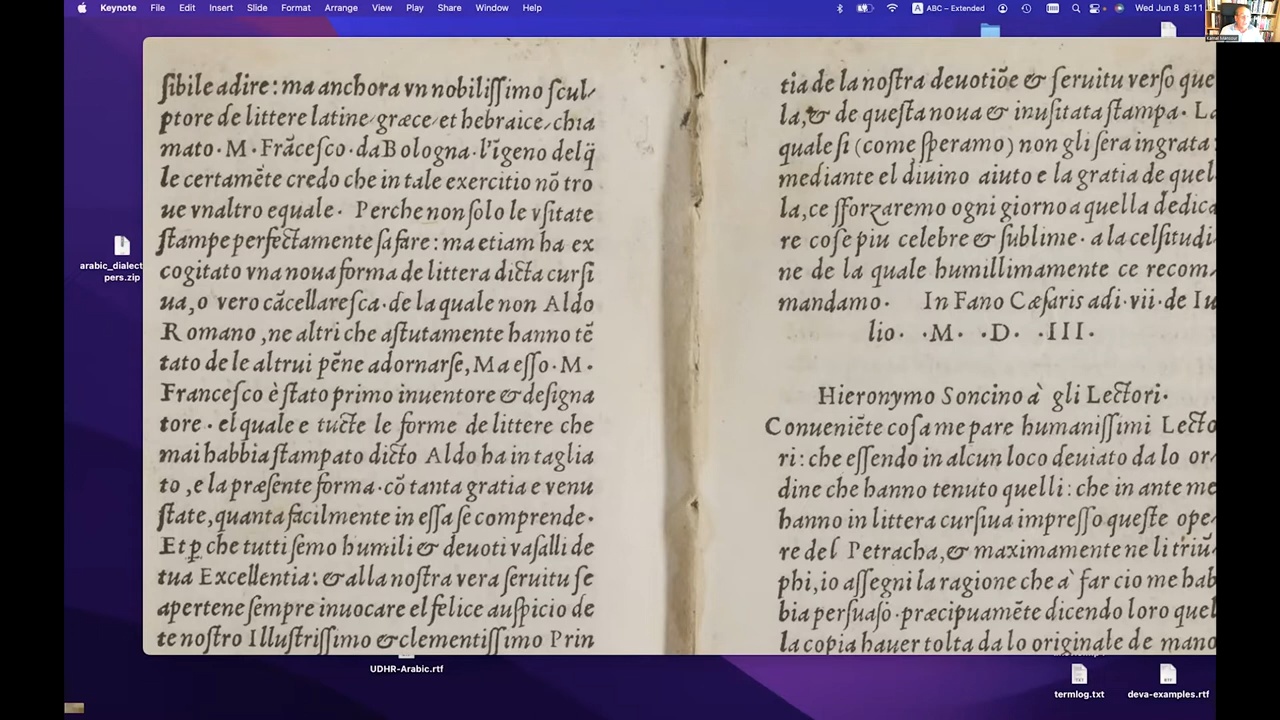 Keynote File Edit Insert Slide Format Arrange View Play Share Window Help
ABC – Extended Wed Jun 8 8:11
ſibile adire : ma anchora vn nobiliſſimo ſcul/
ptore de littere latine/græce/et hebraice/chia
mato · M · Frãceſco · da Bologna · l'ĩgeno del q̃
le certamẽte credo che in tale exercitio nõ tro
ue vnaltro equale · Perche non ſolo le vſitate
ſtampe perfectamente ſa fare : ma etiam ha ex
cogitato vna noua forma de littera dicta curſi
ua, o vero cãcellareſca · de la quale non Aldo
Romano , ne altri che aſtutamente hanno tẽ
tato de le altrui pẽne adornarſe, Ma eſſo · M ·
Franceſco è ſtato primo inuentore & deſigna
tore · el quale e tucte le forme de littere che
mai habbia ſtampato dicto Aldo ha intaglia
to , e la præſente forma · cõ tanta gratia e venu
ſtate, quanta facilmente in eſſa ſe comprende ·
Et ꝑ che tutti ſemo humili & deuoti vaſalli de
tua Excellentia : & alla noſtra vera ſeruitu ſe
apertene ſempre inuocare el felice auſpicio de
te noſtro Illuſtriſſimo & clementiſſimo Prin
tia de la noſtra deuotiõe & ſeruitu verſo que
la, & de queſta noua & inuſitata ſtampa · La
quale ſi (come ſperamo) non gli ſera ingrata :
mediante el diuino aiuto e la gratia de quel
la, ce ſſorzaremo ogni giorno a quella dedica
re coſe piu celebre & ſublime · a la celſitudi
ne de la quale humillimamente ce recom/
mandamo · In Fano Cæſaris adi · vii · de Iu
lio · · M · · D · · III ·
Hieronymo Soncino à gli Lectori ·
Conueniẽte coſa me pare humaniſſimi Lecto
ri : che eſſendo in alcun loco deuiato da lo or/
dine che hanno tenuto quelli : che in ante me
hanno in littera curſiua impreſſo queſte ope/
re del Petracha, & maximamente ne li triũ/
phi, io aſſegni la ragione che à far cio me hab
bia perſuaſo · præcipuamẽte dicendo loro quel
la copia hauer tolta da lo originale de mano
arabic_dialect
pers.zip
UDHR-Arabic.rtf
termlog.txt
deva-examples.rtf